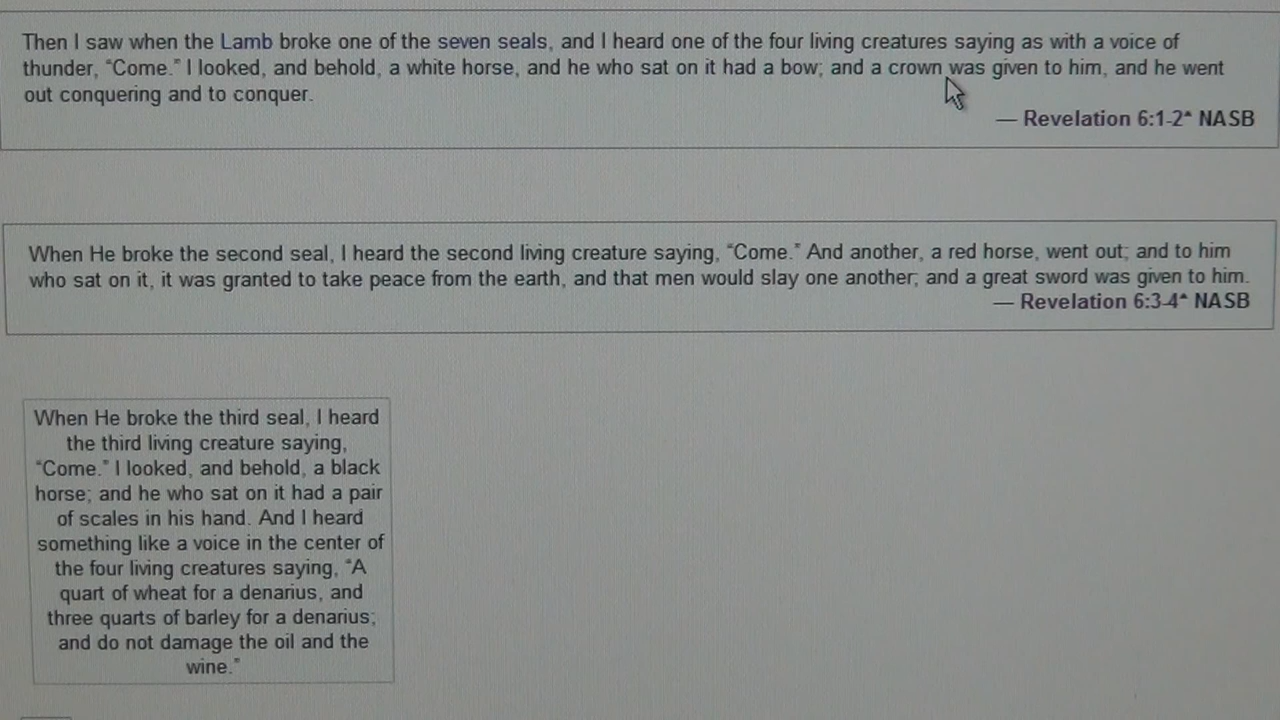 Then I saw when the Lamb broke one of the seven seals, and I heard one of the four living creatures saying as with a voice of
thunder, “Come.” I looked, and behold, a white horse, and he who sat on it had a bow; and a crown was given to him, and he went
out conquering and to conquer.
— Revelation 6:1-2 NASB
When He broke the second seal, I heard the second living creature saying, “Come.” And another, a red horse, went out; and to him
who sat on it, it was granted to take peace from the earth, and that men would slay one another; and a great sword was given to him.
— Revelation 6:3-4 NASB
When He broke the third seal, I heard
the third living creature saying,
“Come.” I looked, and behold, a black
horse; and he who sat on it had a pair
of scales in his hand. And I heard
something like a voice in the center of
the four living creatures saying, “A
quart of wheat for a denarius, and
three quarts of barley for a denarius;
and do not damage the oil and the
wine.”